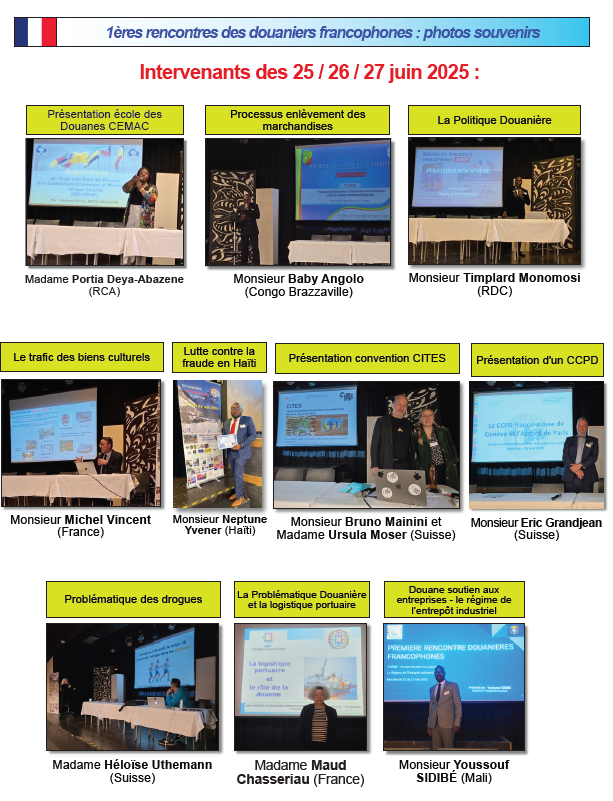 1ères rencontres des douaniers francophones : photos souvenirs
Intervenants des 25 / 26 / 27 juin 2025 :
Présentation école des
Douanes CEMAC
Processus enlèvement des
marchandises
La Politique Douanière
Madame Portia Deya-Abazene
(RCA)
Monsieur Baby Angolo
(Congo Brazzaville)
Monsieur Timplard Monomosi
(RDC)
Le trafic des biens culturels
Lutte contre la
fraude en Haïti
Présentation convention CITES
Présentation d'un CCPD
CITES
Le CCPD franco-suisse de
Genève et l'Accord de Paris
Monsieur Michel Vincent
(France)
Monsieur Neptune
Yvener (Haïti)
Monsieur Bruno Mainini et
Madame Ursula Moser (Suisse)
Monsieur Eric Grandjean
(Suisse)
Problématique des drogues
La Problématique Douanière
et la logistique portuaire
Douane soutien aux
entreprises - le régime de
l'entrepôt industriel
La logistique
portuaire
et
le rôle de la
douane
PREMIERE RENCONTRE DOUANIERES
FRANCOPHONES
Madame Héloïse Uthemann
(Suisse)
Madame Maud
Chasseriau (France)
Monsieur Youssouf
SIDIBÉ (Mali)